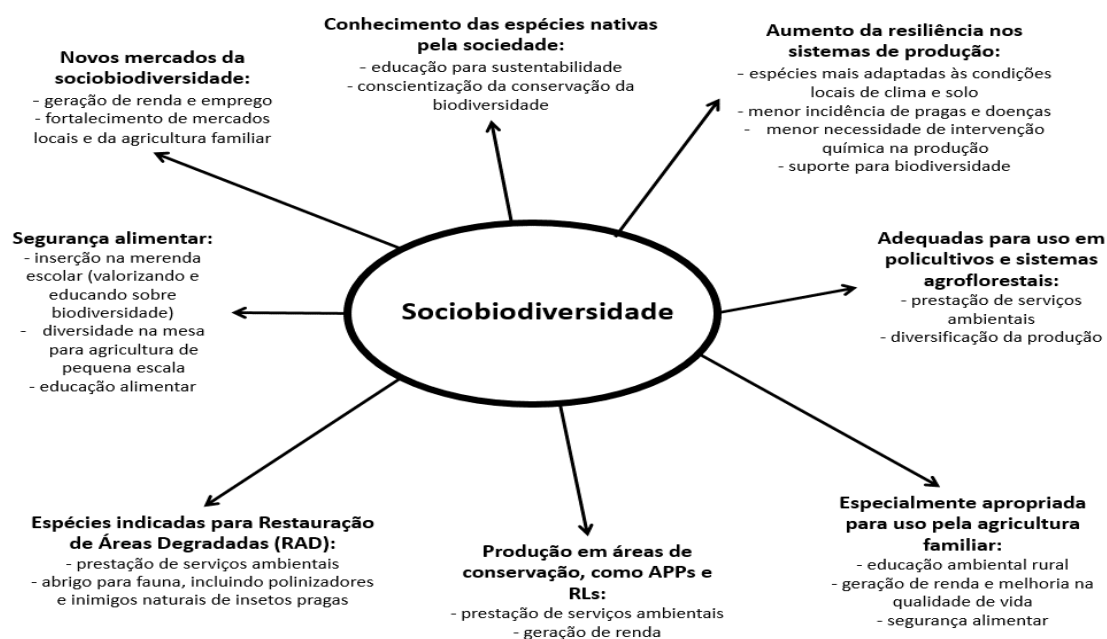 Novos mercados da
sociobiodiversidade:
- geração de renda e emprego
- fortalecimento de mercados
locais e da agricultura familiar
Conhecimento das espécies nativas
pela sociedade:
- educação para sustentabilidade
- conscientização da conservação da
biodiversidade
Aumento da resiliência nos
sistemas de produção:
- espécies mais adaptadas às condições
locais de clima e solo
- menor incidência de pragas e doenças
- menor necessidade de intervenção
química na produção
- suporte para biodiversidade
Segurança alimentar:
- inserção na merenda
escolar (valorizando e
educando sobre
biodiversidade)
- diversidade na mesa
para agricultura de
pequena escala
- educação alimentar
Sociobiodiversidade
Adequadas para uso em
policultivos e sistemas
agroflorestais:
- prestação de serviços
ambientais
- diversificação da produção
Espécies indicadas para Restauração
de Áreas Degradadas (RAD):
- prestação de serviços ambientais
- abrigo para fauna, incluindo polinizadores
e inimigos naturais de insetos pragas
Produção em áreas de
conservação, como APPs e
RLs:
- prestação de serviços ambientais
- geração de renda
Especialmente apropriada
para uso pela agricultura
familiar:
- educação ambiental rural
- geração de renda e melhoria na
qualidade de vida
- segurança alimentar